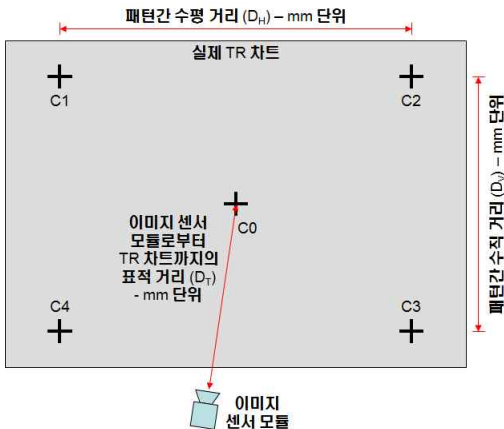 패턴간 수평 거리 (D_H) – mm 단위
실제 TR 차트
C1
C2
패턴간 수직 거리 (D_V) – mm 단위
C0
이미지 센서
모듈로부터
TR 차트까지의
표적 거리 (D_T)
- mm 단위
C4
C3
이미지
센서 모듈